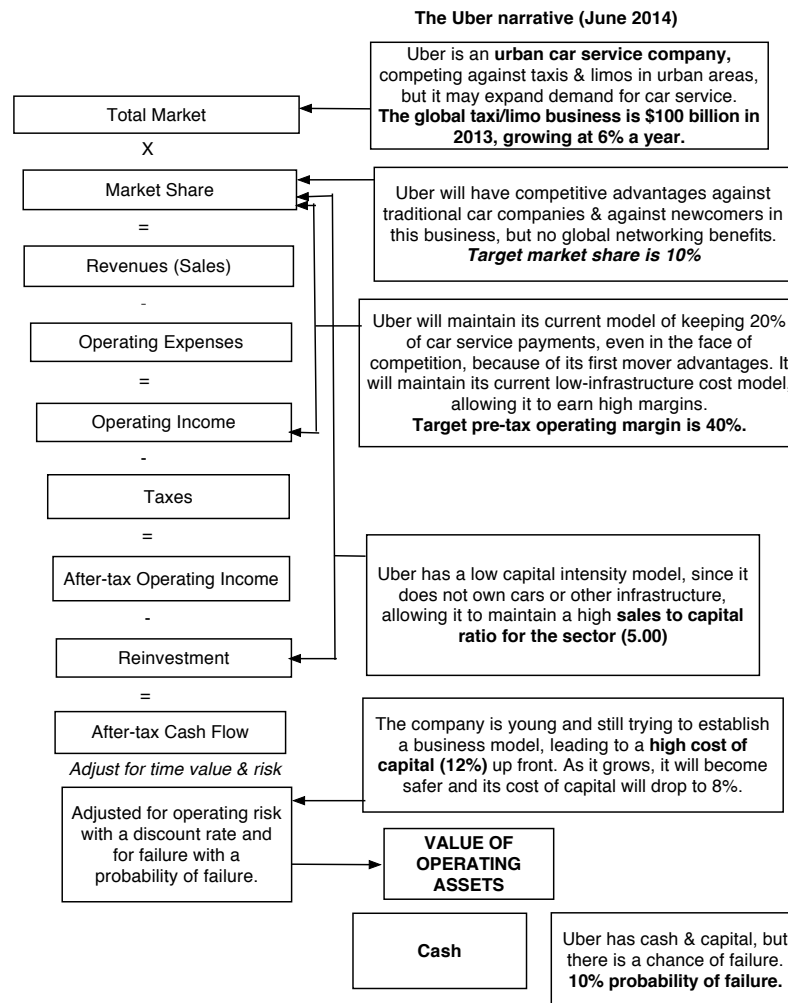 The Uber narrative (June 2014)
Uber is an urban car service company,
competing against taxis & limos in urban areas,
but it may expand demand for car service.
The global taxi/limo business is $100 billion in
2013, growing at 6% a year.
Total Market
X
Market Share
Uber will have competitive advantages against
traditional car companies & against newcomers in
this business, but no global networking benefits.
Target market share is 10%
=
Revenues (Sales)
-
Operating Expenses
Uber will maintain its current model of keeping 20%
of car service payments, even in the face of
competition, because of its first mover advantages. It
will maintain its current low-infrastructure cost model,
allowing it to earn high margins.
Target pre-tax operating margin is 40%.
=
Operating Income
-
Taxes
=
After-tax Operating Income
Uber has a low capital intensity model, since it
does not own cars or other infrastructure,
allowing it to maintain a high sales to capital
ratio for the sector (5.00)
-
Reinvestment
=
After-tax Cash Flow
The company is young and still trying to establish
a business model, leading to a high cost of
capital (12%) up front. As it grows, it will become
safer and its cost of capital will drop to 8%.
Adjust for time value & risk
Adjusted for operating risk
with a discount rate and
for failure with a
probability of failure.
VALUE OF
OPERATING
ASSETS
Cash
Uber has cash & capital, but
there is a chance of failure.
10% probability of failure.